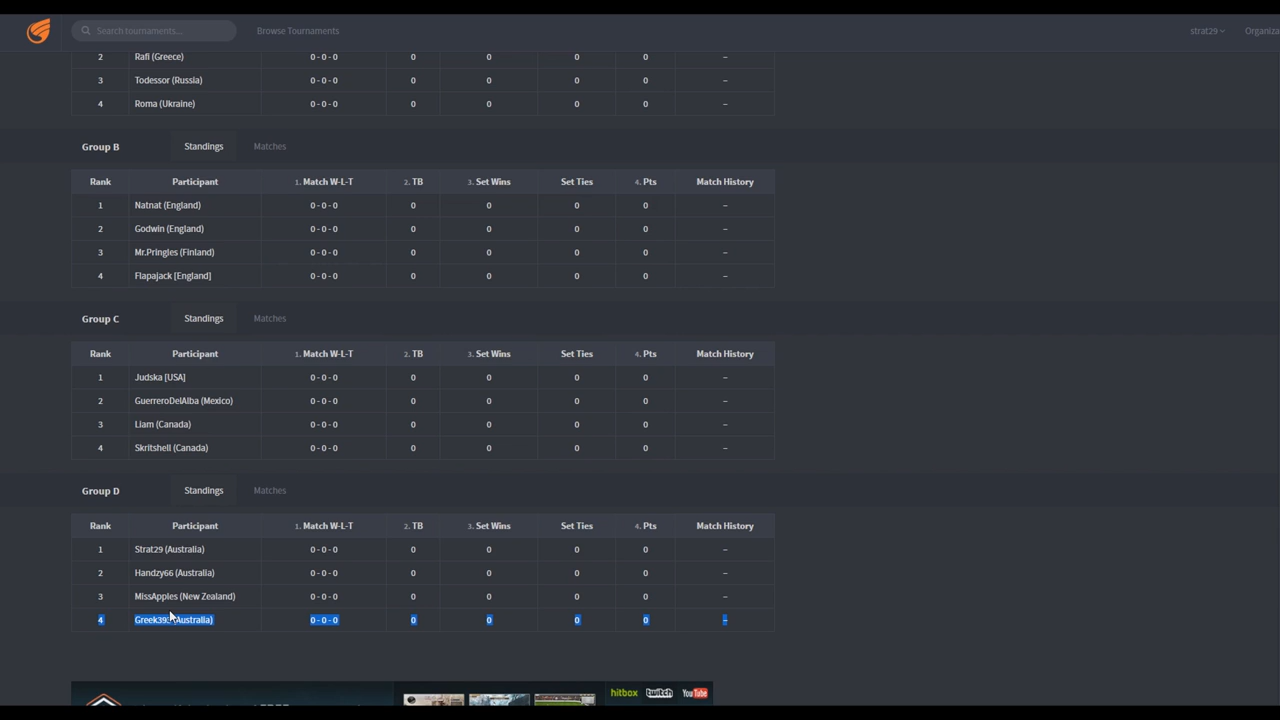 Search tournaments... Browse Tournaments strat29 Organiza
2 Rafi (Greece) 0 - 0 - 0 0 0 0 0 –
3 Todessor (Russia) 0 - 0 - 0 0 0 0 0 –
4 Roma (Ukraine) 0 - 0 - 0 0 0 0 0 –
Group B Standings Matches
Rank Participant 1. Match W-L-T 2. TB 3. Set Wins Set Ties 4. Pts Match History
1 Natnat (England) 0 - 0 - 0 0 0 0 0 –
2 Godwin (England) 0 - 0 - 0 0 0 0 0 –
3 Mr.Pringles (Finland) 0 - 0 - 0 0 0 0 0 –
4 Flapajack [England] 0 - 0 - 0 0 0 0 0 –
Group C Standings Matches
Rank Participant 1. Match W-L-T 2. TB 3. Set Wins Set Ties 4. Pts Match History
1 Judska [USA] 0 - 0 - 0 0 0 0 0 –
2 GuerreroDelAlba (Mexico) 0 - 0 - 0 0 0 0 0 –
3 Liam (Canada) 0 - 0 - 0 0 0 0 0 –
4 Skritshell (Canada) 0 - 0 - 0 0 0 0 0 –
Group D Standings Matches
Rank Participant 1. Match W-L-T 2. TB 3. Set Wins Set Ties 4. Pts Match History
1 Strat29 (Australia) 0 - 0 - 0 0 0 0 0 –
2 Handzy66 (Australia) 0 - 0 - 0 0 0 0 0 –
3 MissApples (New Zealand) 0 - 0 - 0 0 0 0 0 –
4 (Australia) 0 - 0 - 0 0 0 0 0 –
hitbox twitch YouTube